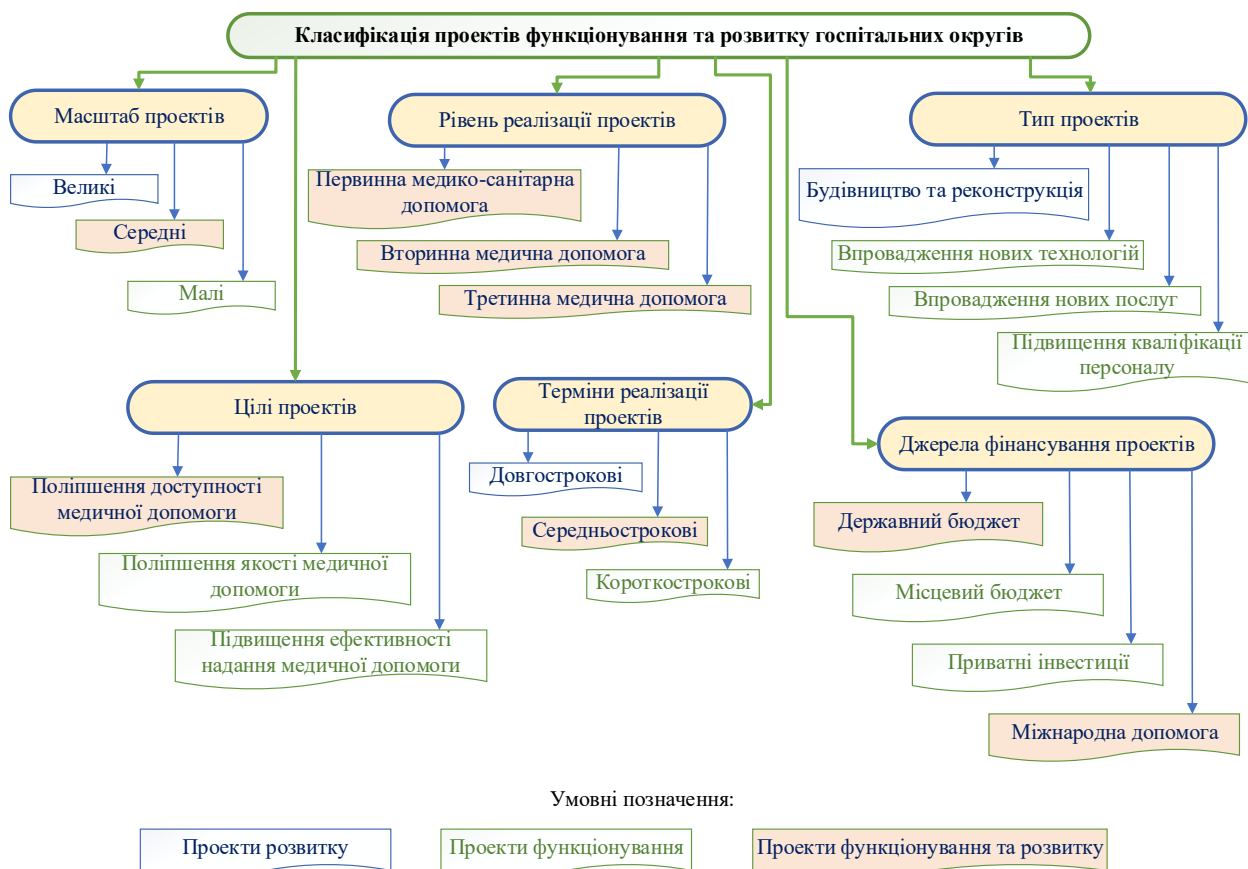 Класифікація проектів функціонування та розвитку госпітальних округів
Масштаб проектів
Великі
Середні
Малі
Рівень реалізації проектів
Первинна медико-санітарна
допомога
Вторинна медична допомога
Третинна медична допомога
Тип проектів
Будівництво та реконструкція
Впровадження нових технологій
Впровадження нових послуг
Підвищення кваліфікації
персоналу
Цілі проектів
Поліпшення доступності
медичної допомоги
Поліпшення якості медичної
допомоги
Підвищення ефективності
надання медичної допомоги
Терміни реалізації
проектів
Довгострокові
Середньострокові
Короткострокові
Джерела фінансування проектів
Державний бюджет
Місцевий бюджет
Приватні інвестиції
Міжнародна допомога
Умовні позначення:
Проекти розвитку
Проекти функціонування
Проекти функціонування та розвитку